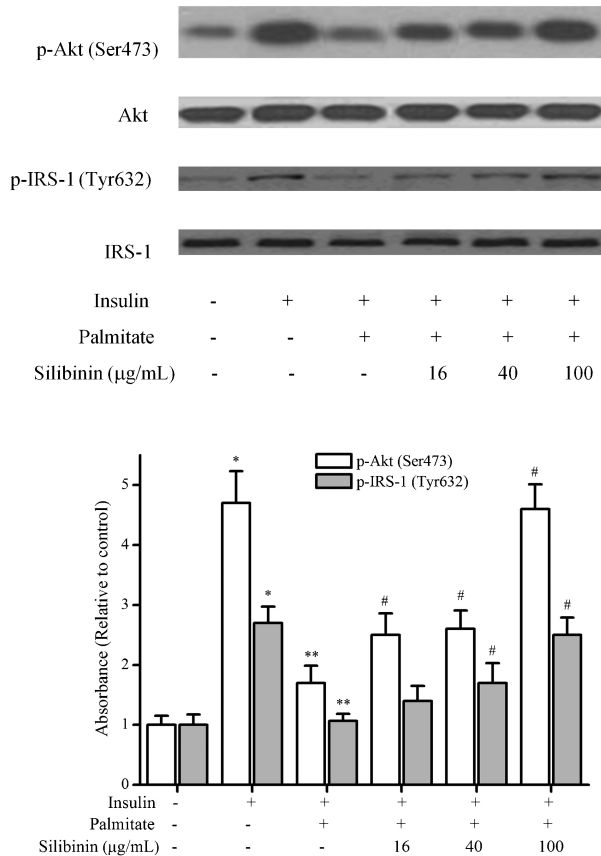 p-Akt (Ser473)
Akt
p-IRS-1 (Tyr632)
IRS-1
Insulin - + + + + +
Palmitate - - + + + +
Silibinin (μg/mL) - - - 16 40 100
p-Akt (Ser473)
p-IRS-1 (Tyr632)
Absorbance (Relative to control)
5
4
3
2
1
0
*
*
**
**
#
#
#
#
#
Insulin - + + + + +
Palmitate - - + + + +
Silibinin (μg/mL) - - - 16 40 100